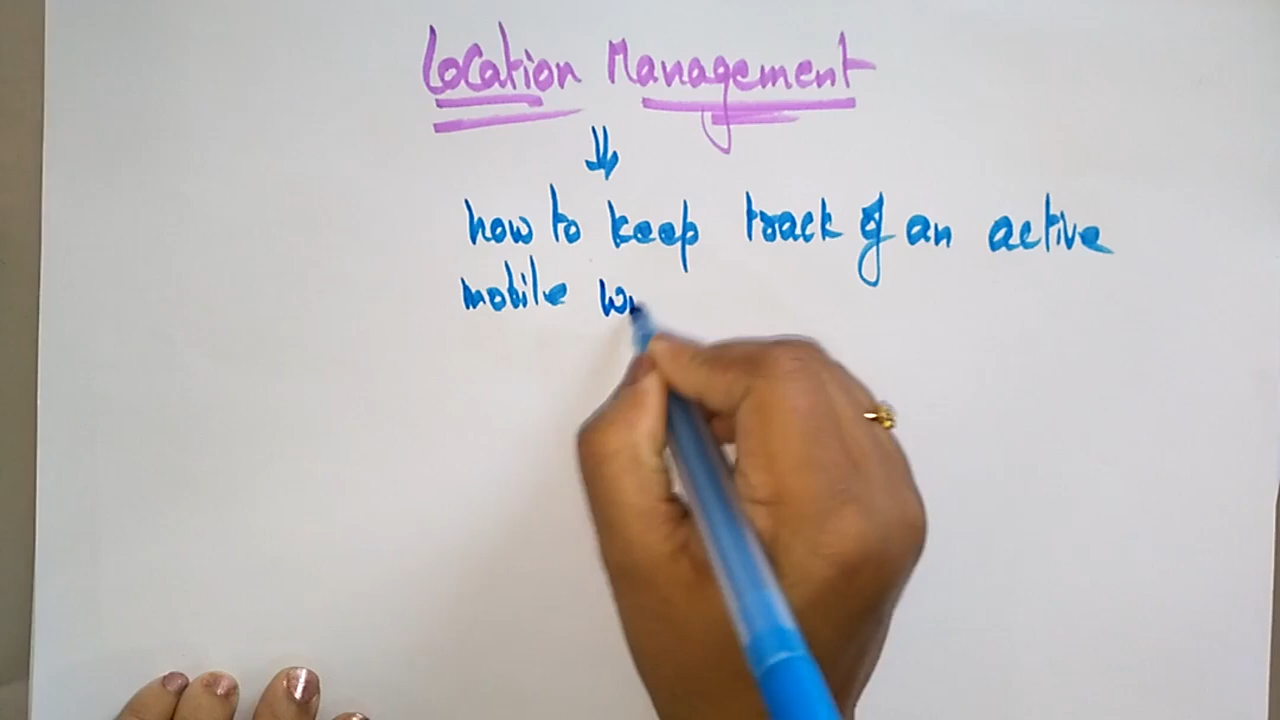 Location Management
how to keep track of an active
mobile